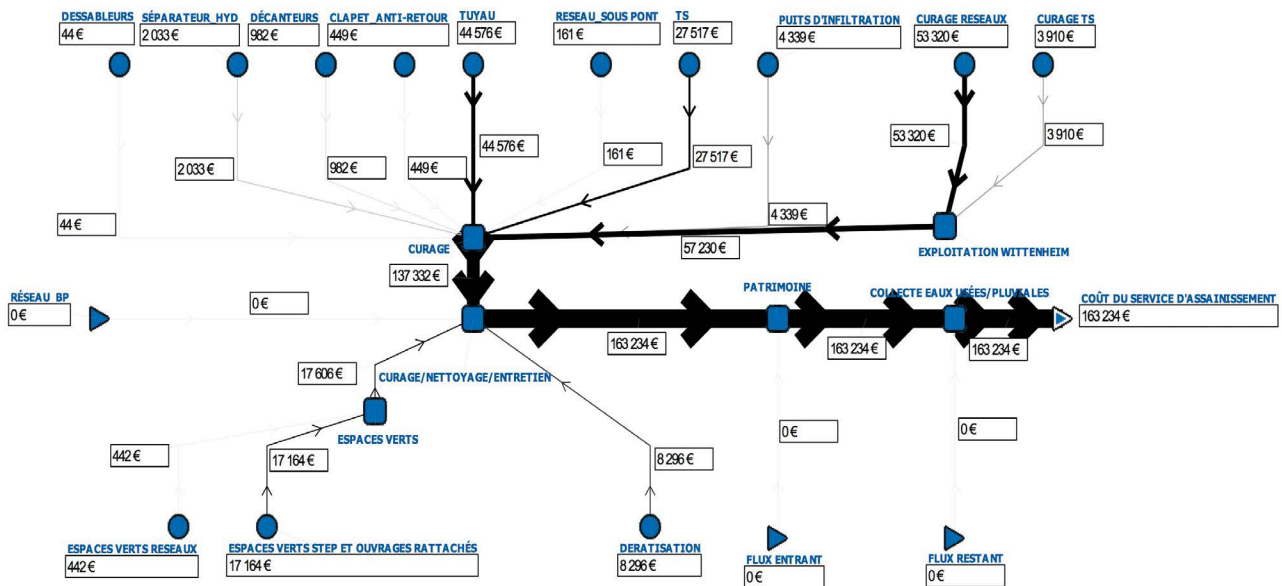 DESSABLEURS
44 €
SÉPARATEUR_HYD
2 033 €
DÉCANTEURS
982 €
CLAPET_ANTI-RETOUR
449 €
TUYAU
44 576 €
RESEAU_SOUS PONT
161 €
TS
27 517 €
PUITS D'INFILTRATION
4 339 €
CURAGE RESEAUX
53 320 €
CURAGE TS
3 910 €
44 576 €
53 320 €
3 910 €
2 033 €
982 €
449 €
161 €
27 517 €
44 €
4 339 €
CURAGE
57 230 €
EXPLOITATION WITTENHEIM
137 332 €
RÉSEAU_BP
0 €
0 €
PATRIMOINE
COLLECTE EAUX USÉES/PLUVIALES
COÛT DU SERVICE D'ASSAINISSEMENT
163 234 €
163 234 €
163 234 €
163 234 €
17 606 €
CURAGE/NETTOYAGE/ENTRETIEN
ESPACES VERTS
442 €
17 164 €
8 296 €
0 €
0 €
ESPACES VERTS RESEAUX
442 €
ESPACES VERTS STEP ET OUVRAGES RATTACHÉS
17 164 €
DERATISATION
8 296 €
FLUX ENTRANT
0 €
FLUX RESTANT
0 €